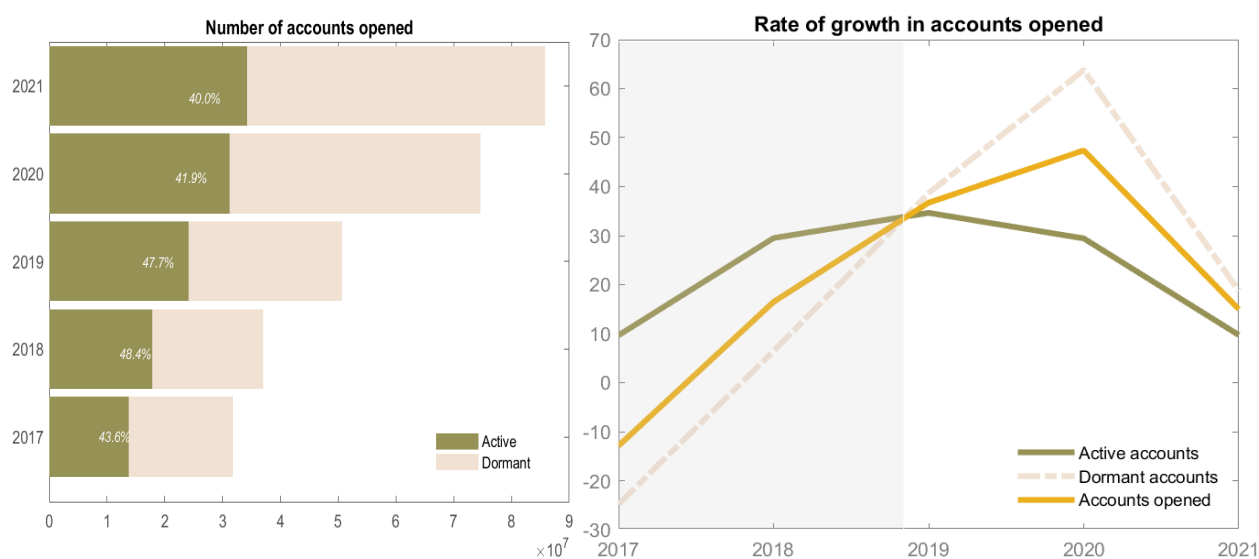 Number of accounts opened
2021
40.0%
2020
41.9%
2019
47.7%
2018
48.4%
2017
43.6%
Active
Dormant
0 1 2 3 4 5 6 7 8 9
×10⁷
Rate of growth in accounts opened
70
60
50
40
30
20
10
0
-10
-20
-30
Active accounts
Dormant accounts
Accounts opened
2017 2018 2019 2020 2021